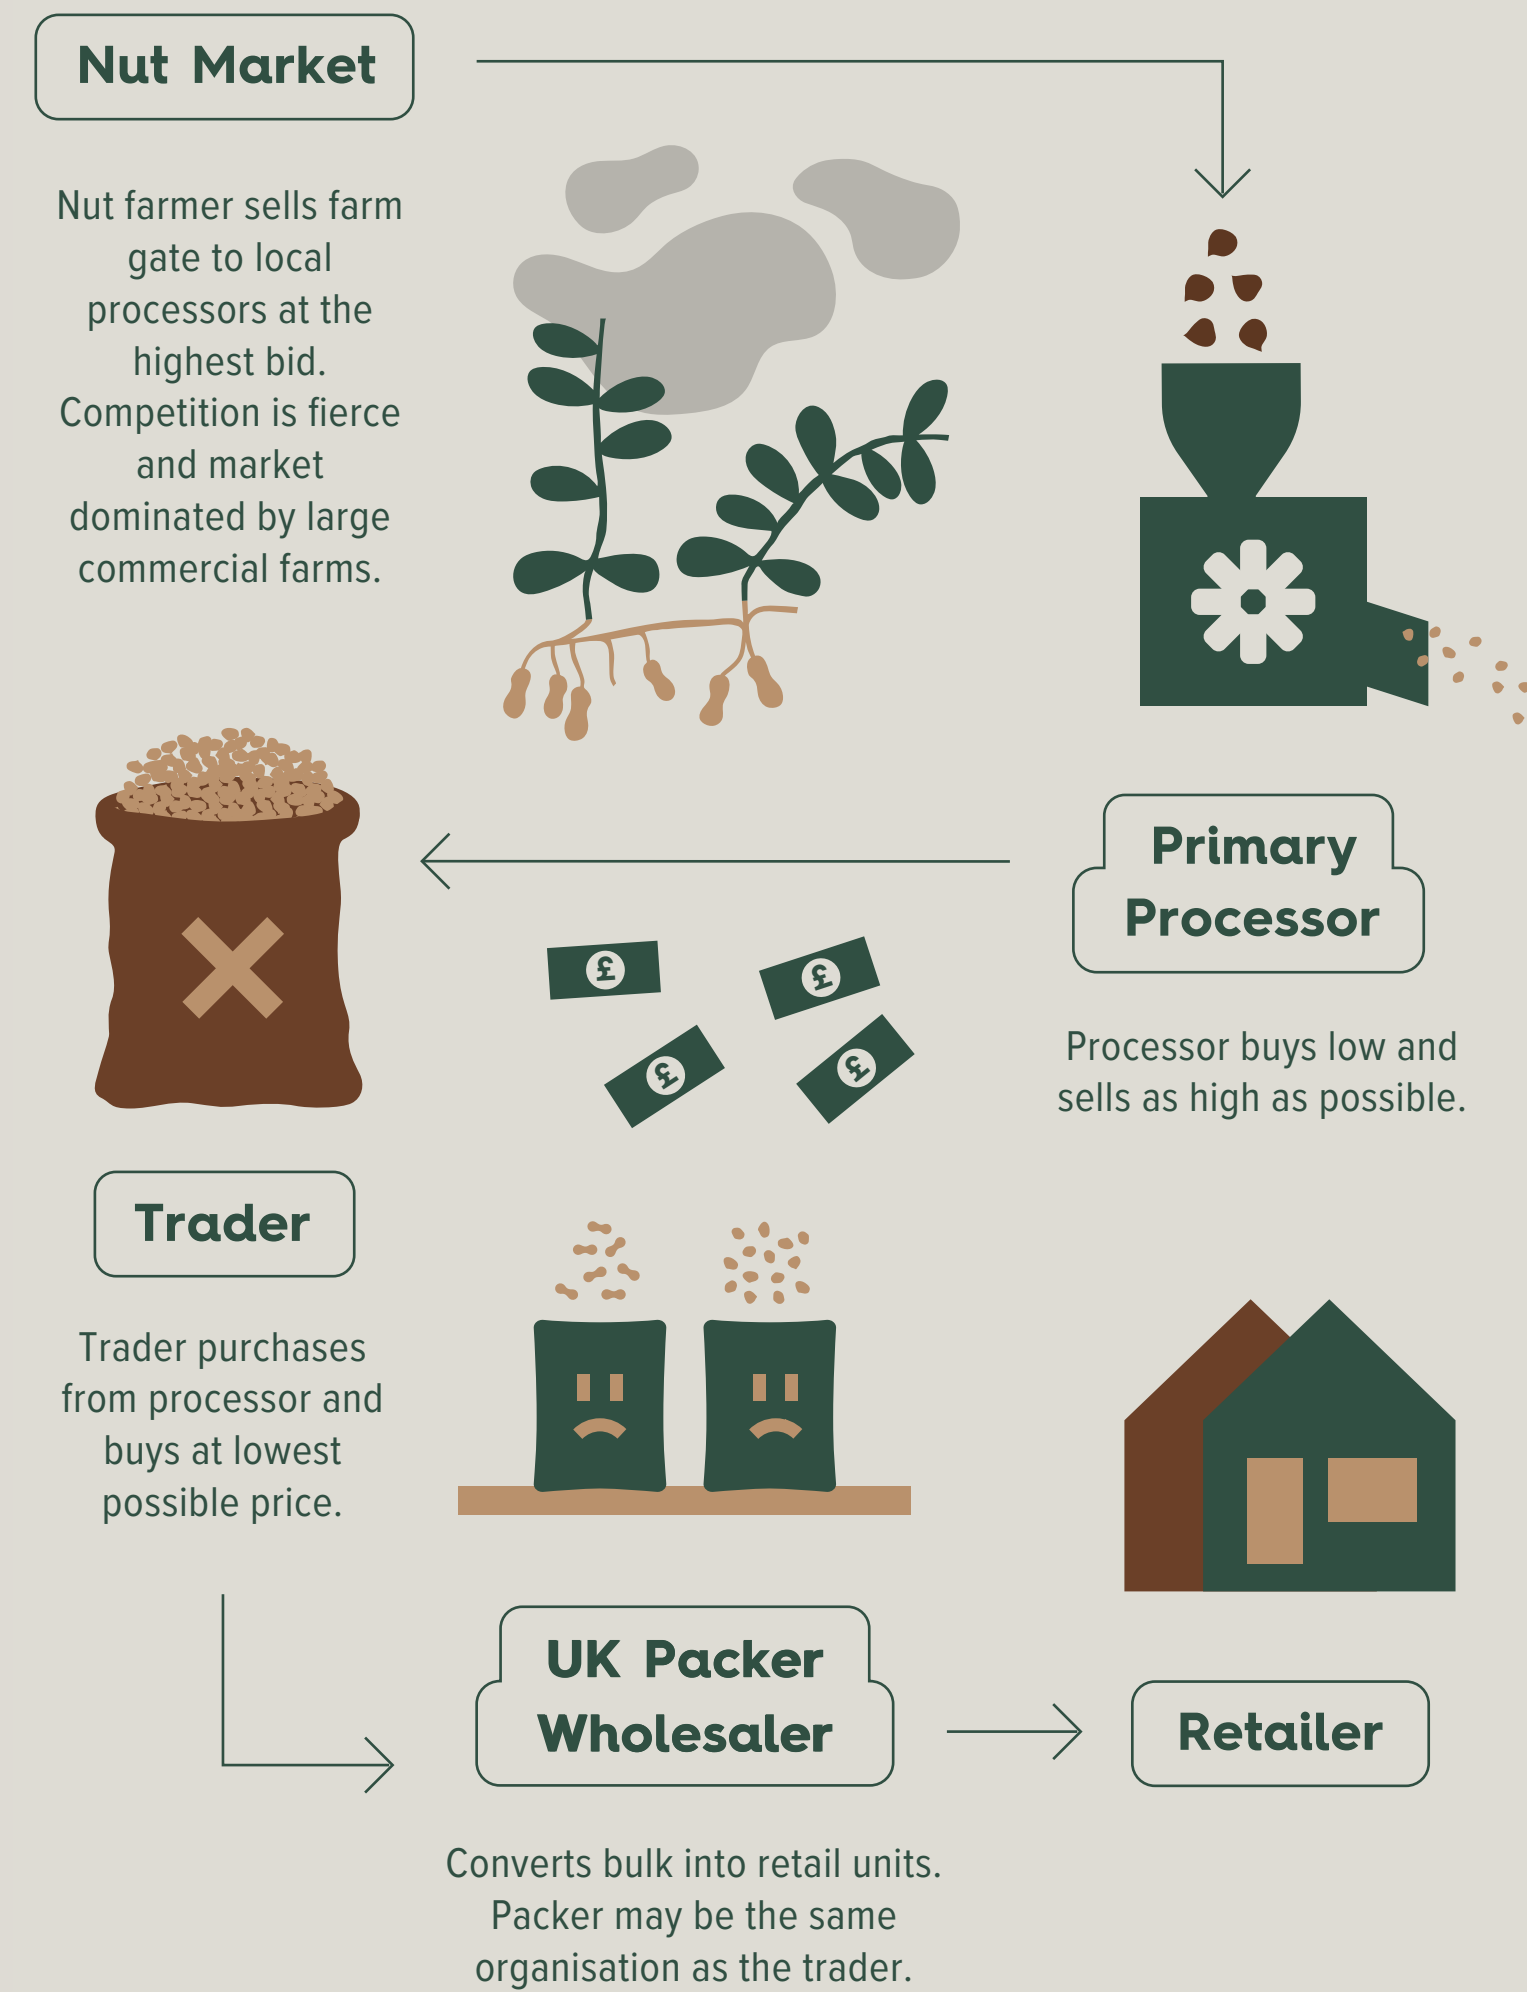 Nut Market
Nut farmer sells farm
gate to local
processors at the
highest bid.
Competition is fierce
and market
dominated by large
commercial farms.
Primary
Processor
£
£
£
£
Processor buys low and
sells as high as possible.
Trader
Trader purchases
from processor and
buys at lowest
possible price.
UK Packer
Wholesaler
Retailer
Converts bulk into retail units.
Packer may be the same
organisation as the trader.